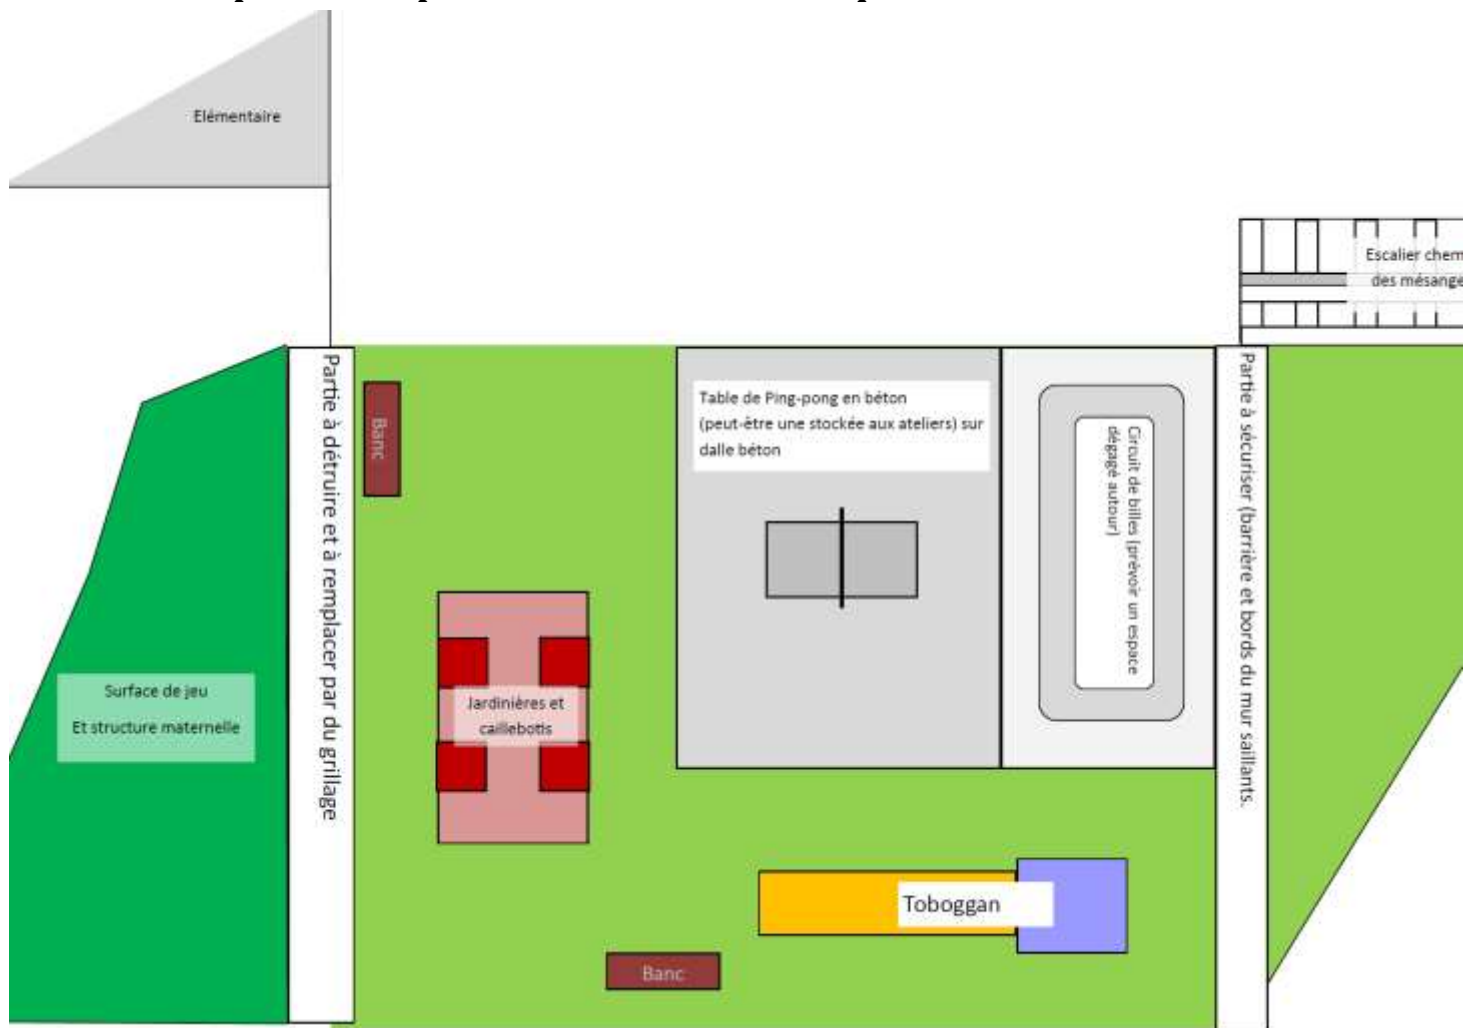 Elémentaire
Escalier chem
des mésange
Partie à détruire et à remplacer par du grillage
Banc
Table de Ping-pong en béton
(peut-être une stockée aux ateliers) sur
dalle béton
Circuit de billes (prévoir un espace
dégagé autour)
Partie à sécuriser (barrière et bords du mur saillants.
Surface de jeu
Et structure maternelle
Jardinières et
caillebotis
Toboggan
Banc